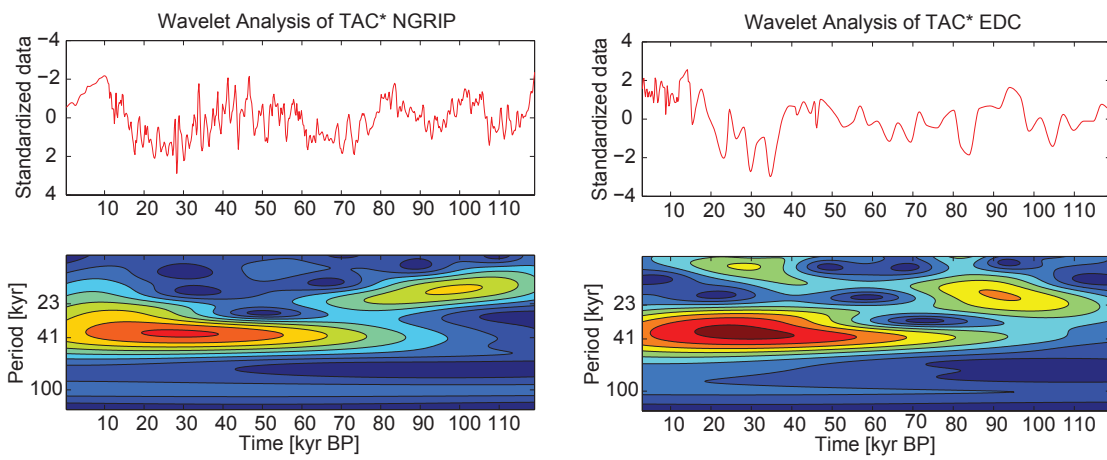 Wavelet Analysis of TAC* NGRIP
Standardized data
−4
−2
0
2
4
10 20 30 40 50 60 70 80 90 100 110
Period [kyr]
23
41
100
10 20 30 40 50 60 70 80 90 100 110
Time [kyr BP]
Wavelet Analysis of TAC* EDC
Standardized data
4
2
0
−2
−4
10 20 30 40 50 60 70 80 90 100 110
Period [kyr]
23
41
100
10 20 30 40 50 60 70 80 90 100 110
Time [kyr BP]